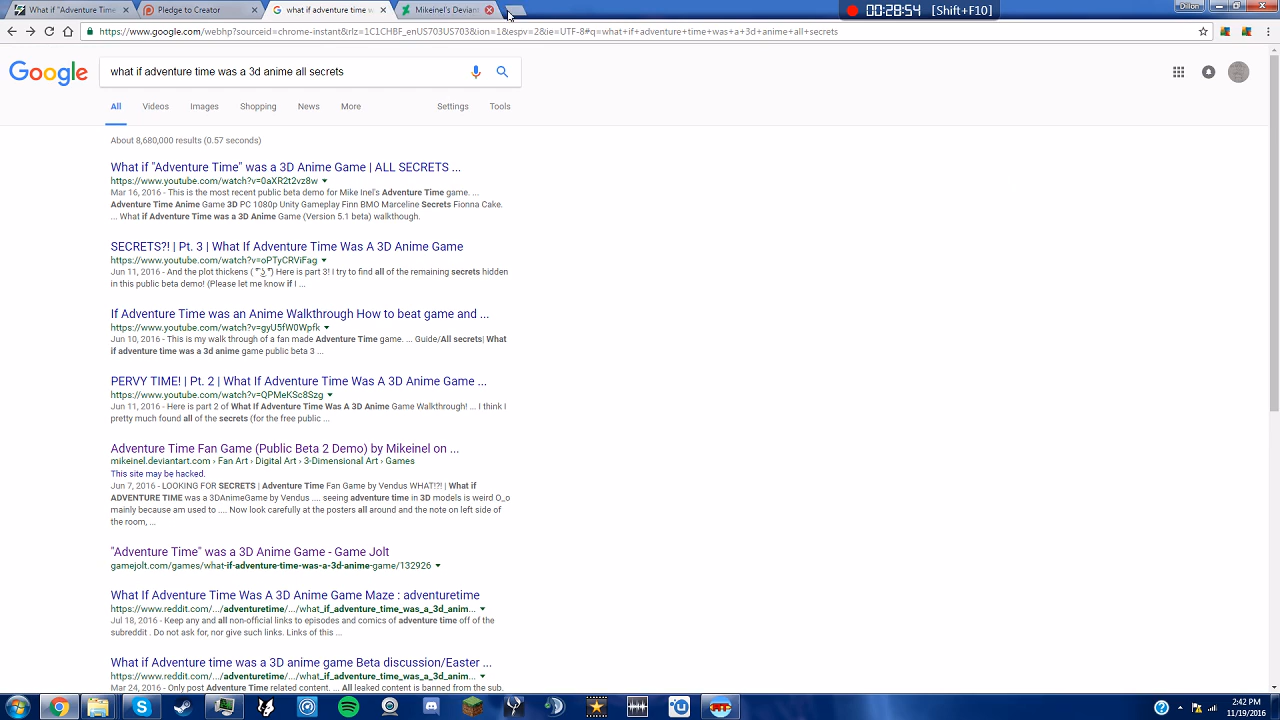 What if "Adventure Time
Pledge to Creator
what if adventure time w
Mikeinel's Deviant
00:28:54 [Shift+F10]
Dillon
https://www.google.com/webhp?sourceid=chrome-instant&rlz=1C1CHBF_enUS703US703&ion=1&espv=2&ie=UTF-8#q=what+if+adventure+time+was+a+3d+anime+all+secrets
Google
what if adventure time was a 3d anime all secrets
All Videos Images Shopping News More Settings Tools
About 8,680,000 results (0.57 seconds)
What if "Adventure Time" was a 3D Anime Game | ALL SECRETS ...
https://www.youtube.com/watch?v=0aXR2t2vz8w
Mar 16, 2016 - This is the most recent public beta demo for Mike Inel's Adventure Time game. ...
Adventure Time Anime Game 3D PC 1080p Unity Gameplay Finn BMO Marceline Secrets Fionna Cake.
... What if Adventure Time was a 3D Anime Game (Version 5.1 beta) walkthough.
SECRETS?! | Pt. 3 | What If Adventure Time Was A 3D Anime Game
https://www.youtube.com/watch?v=oPTyCRViFag
Jun 11, 2016 - And the plot thickens ( ͡° ͜ʖ ͡°) Here is part 3! I try to find all of the remaining secrets hidden
in this public beta demo! (Please let me know if I ...
If Adventure Time was an Anime Walkthrough How to beat game and ...
https://www.youtube.com/watch?v=gyU5fW0Wpfk
Jun 10, 2016 - This is my walk through of a fan made Adventure Time game. ... Guide/All secrets| What
if adventure time was a 3d anime game public beta 3 ...
PERVY TIME! | Pt. 2 | What If Adventure Time Was A 3D Anime Game ...
https://www.youtube.com/watch?v=QPMeKSc8Szg
Jun 11, 2016 - Here is part 2 of What If Adventure Time Was A 3D Anime Game Walkthrough! ... I think I
pretty much found all of the secrets (for the free public ...
Adventure Time Fan Game (Public Beta 2 Demo) by Mikeinel on ...
mikeinel.deviantart.com › Fan Art › Digital Art › 3-Dimensional Art › Games
This site may be hacked.
Jun 7, 2016 - LOOKING FOR SECRETS | Adventure Time Fan Game by Vendus WHAT!?! | What if
ADVENTURE TIME was a 3DAnimeGame by Vendus .... seeing adventure time in 3D models is weird O_o
mainly because am used to .... Now look carefully at the posters all around and the note on left side of
the room, ...
"Adventure Time" was a 3D Anime Game - Game Jolt
gamejolt.com/games/what-if-adventure-time-was-a-3d-anime-game/132926
What If Adventure Time Was A 3D Anime Game Maze : adventuretime
https://www.reddit.com/.../adventuretime/.../what_if_adventure_time_was_a_3d_anim...
Jul 18, 2016 - Keep any and all non-official links to episodes and comics of adventure time off of the
subreddit . Do not ask for, nor give such links. Links of this ...
What if Adventure time was a 3D anime game Beta discussion/Easter ...
https://www.reddit.com/.../adventuretime/.../what_if_adventure_time_was_a_3d_anim...
Mar 24, 2016 - Only post Adventure Time related content. ... All leaked content is banned from the sub.
2:42 PM
11/19/2016